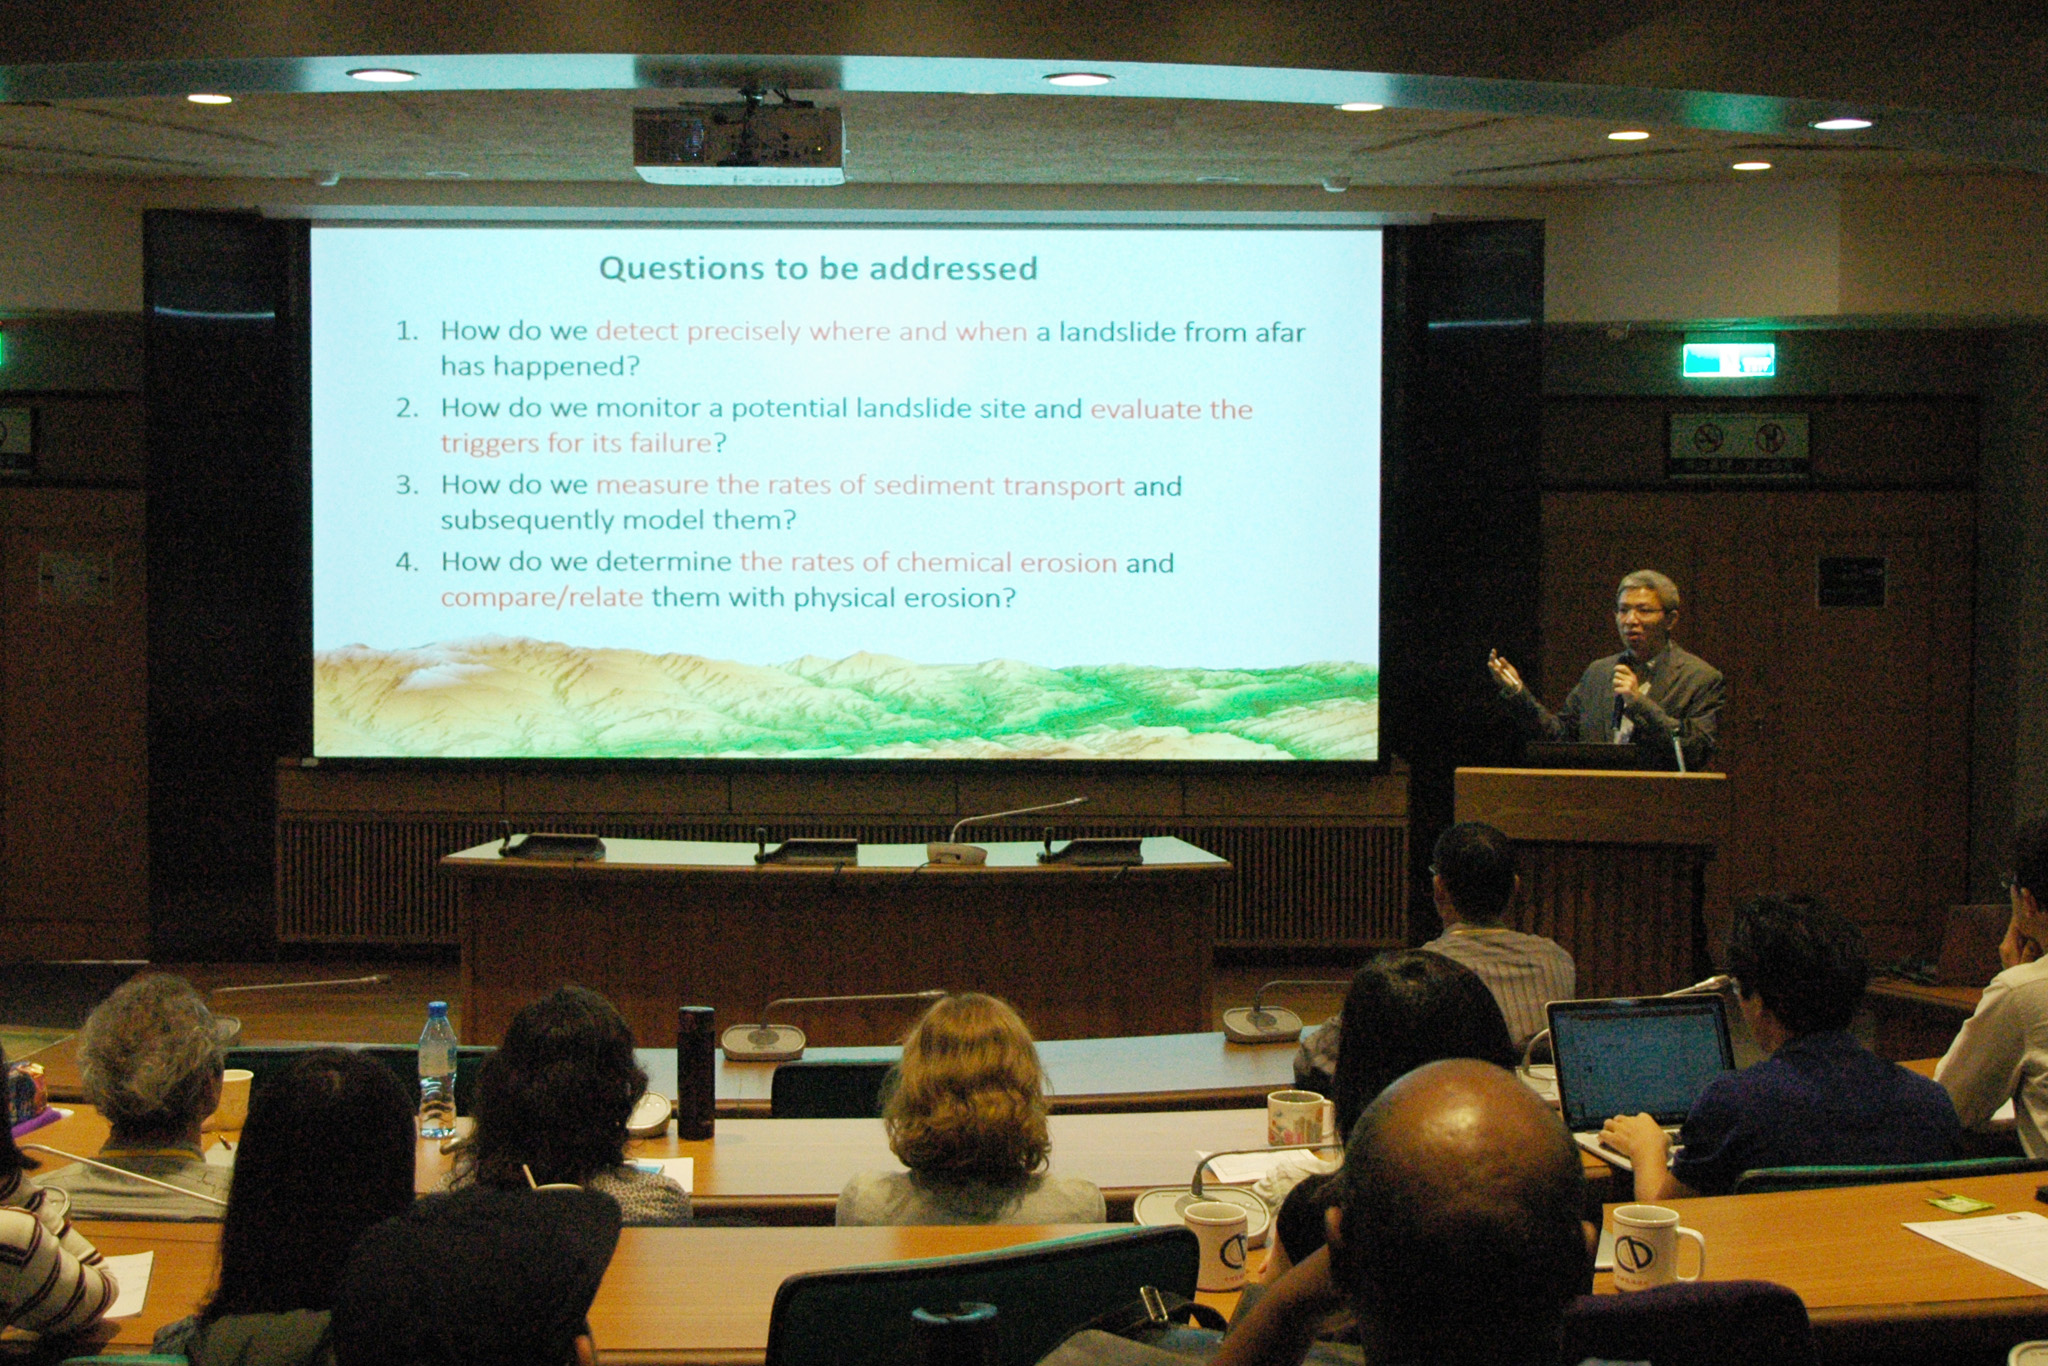 Questions to be addressed
1. How do we detect precisely where and when a landslide from afar
has happened?
2. How do we monitor a potential landslide site and evaluate the
triggers for its failure?
3. How do we measure the rates of sediment transport and
subsequently model them?
4. How do we determine the rates of chemical erosion and
compare/relate them with physical erosion?